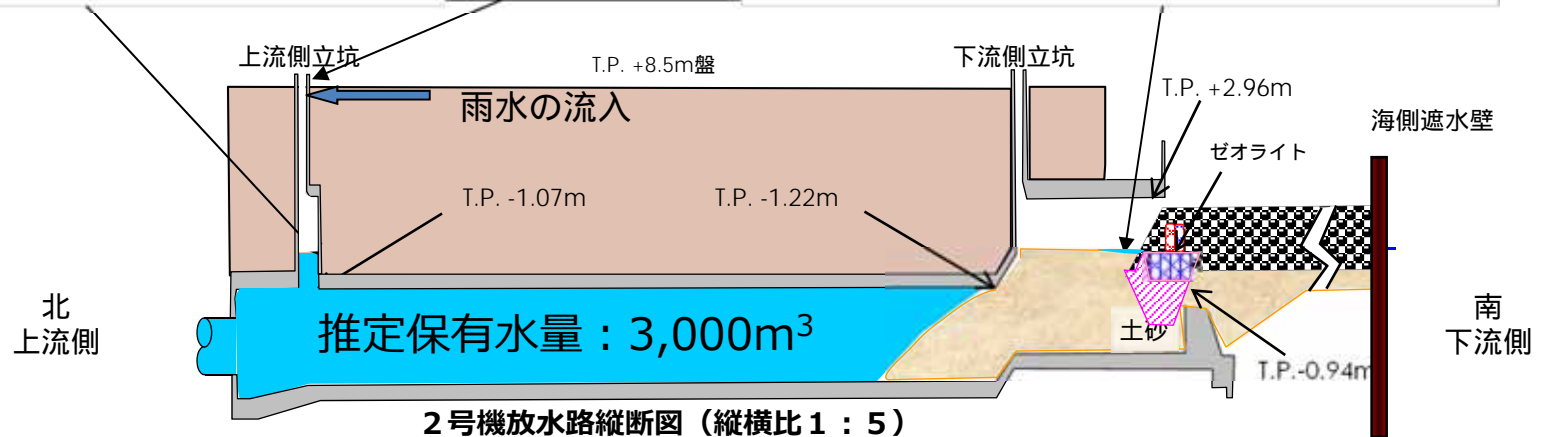 上流側立坑
T.P. +8.5m盤
下流側立坑
T.P. +2.96m
海側遮水壁
雨水の流入
ゼオライト
T.P. -1.07m
T.P. -1.22m
北
上流側
推定保有水量：3,000m³
土砂
南
下流側
T.P.-0.94m
２号機放水路縦断図（縦横比１：５）